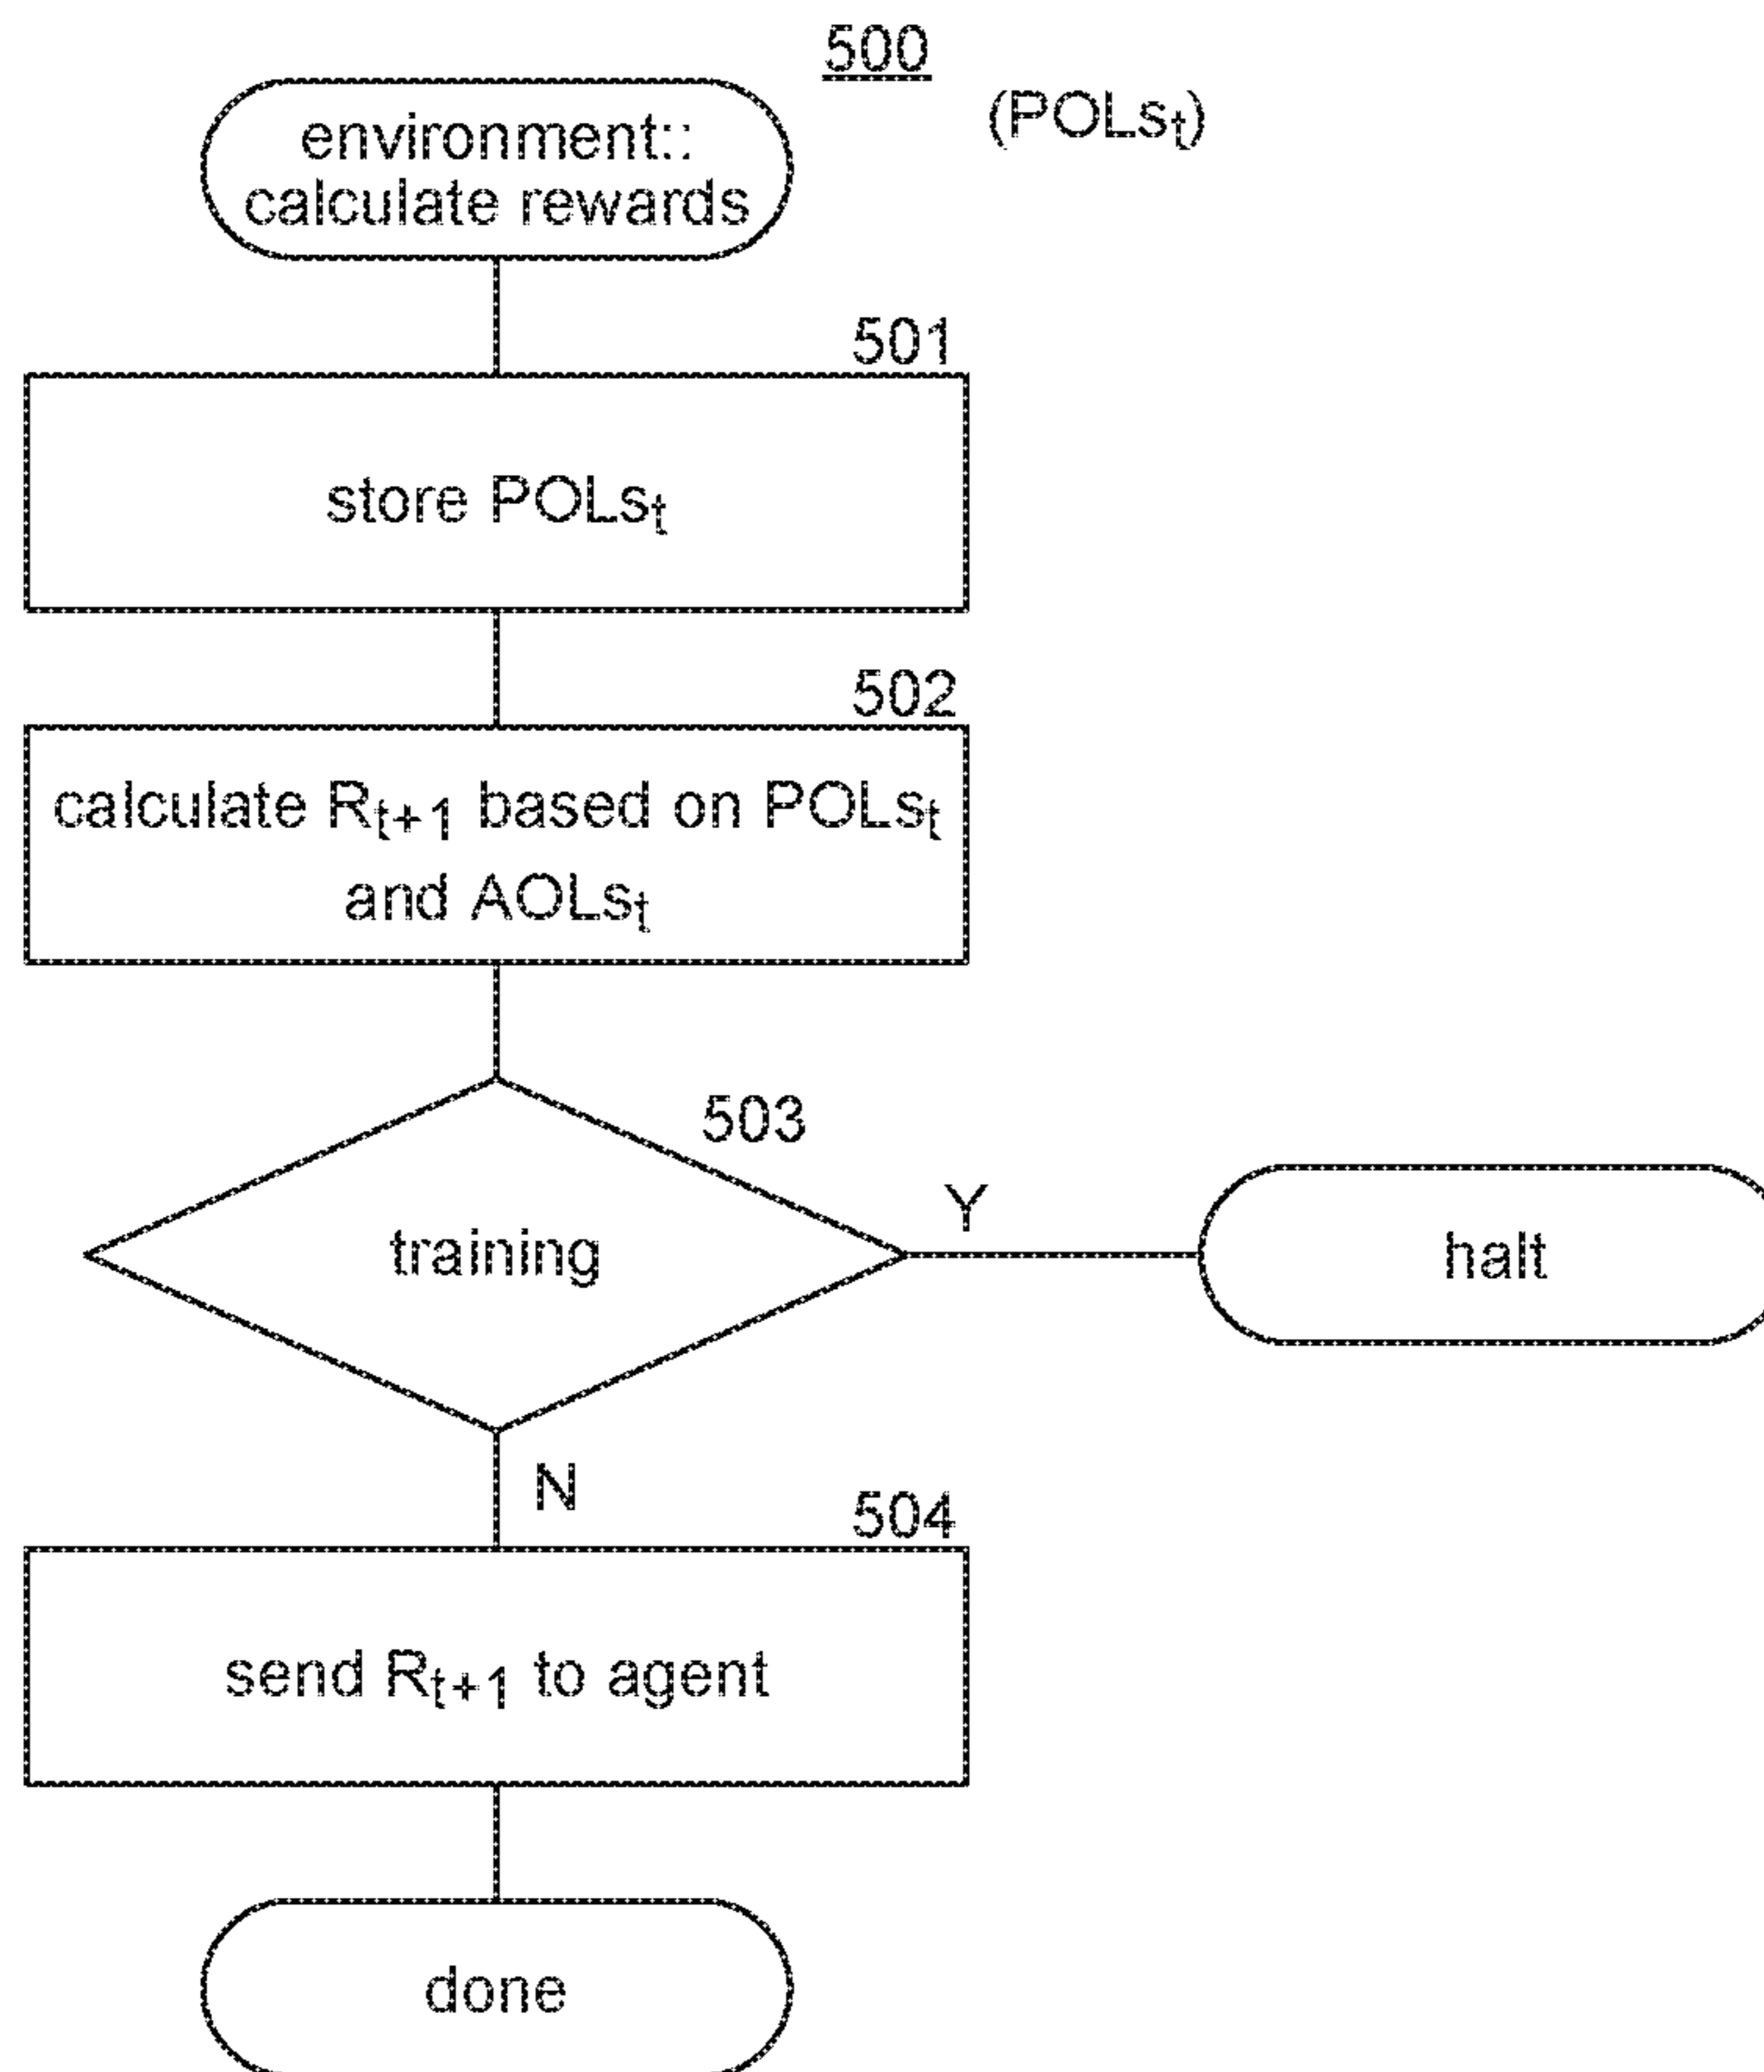 500
(POLsₜ)
environment::
calculate rewards
501
store POLsₜ
502
calculate Rₜ₊₁ based on POLsₜ
and AOLsₜ
503
training
Y
halt
N
504
send Rₜ₊₁ to agent
done